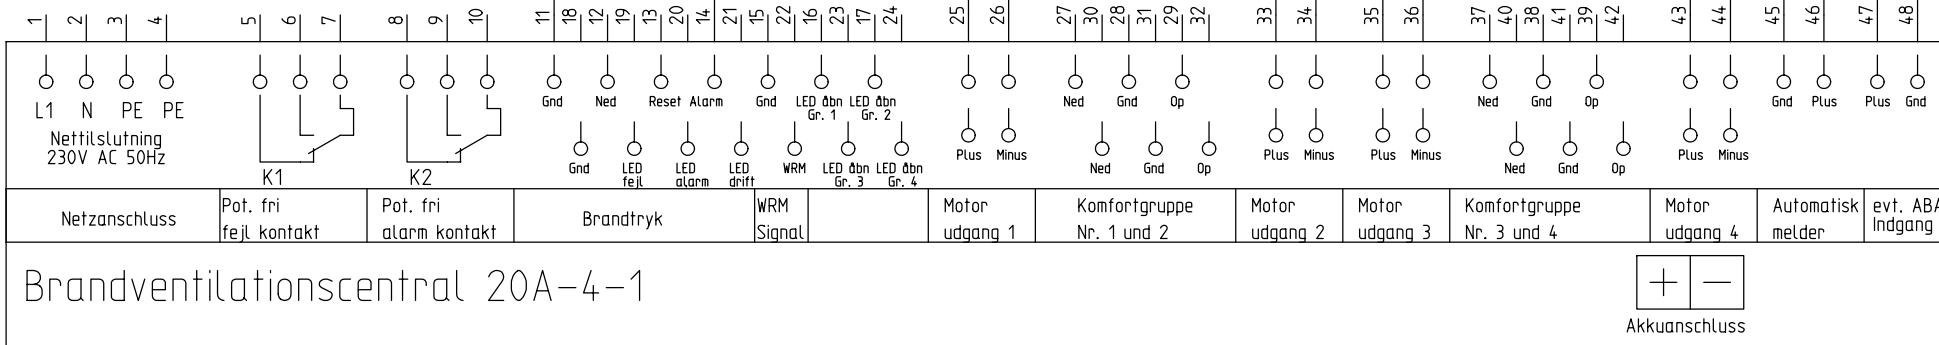 1 2 3 4 5 6 7 8 9 10 11 18 12 19 13 20 14 21 15 22 16 23 17 24 25 26 27 30 28 31 29 32 33 34 35 36 37 40 38 41 39 42 43 44 45 46 47 48
L1 N PE PE
Nettilslutning
230V AC 50Hz
K1
K2
Gnd Ned Reset Alarm Gnd LED åbn LED åbn
Gr. 1 Gr. 2
Gnd LED LED LED WRM LED åbn LED åbn
fejl alarm drift Gr. 3 Gr. 4
Plus Minus
Ned Gnd Op
Ned Gnd Op
Plus Minus
Plus Minus
Ned Gnd Op
Ned Gnd Op
Plus Minus
Gnd Plus
Plus Gnd
Netzanschluss
Pot. fri
fejl kontakt
Pot. fri
alarm kontakt
Brandtryk
WRM
Signal
Motor
udgang 1
Komfortgruppe
Nr. 1 und 2
Motor
udgang 2
Motor
udgang 3
Komfortgruppe
Nr. 3 und 4
Motor
udgang 4
Automatisk
melder
evt. ABA
Indgang
Brandventilationscentral 20A-4-1
+ -
Akkuanschluss